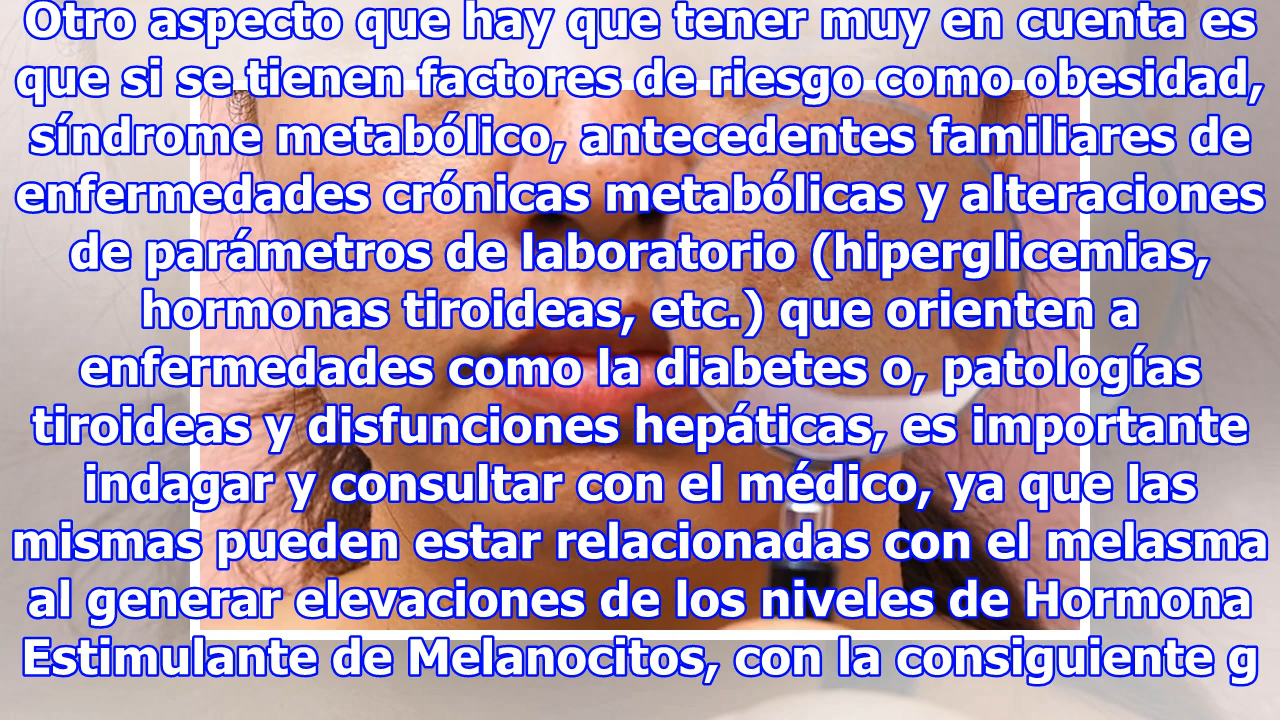 Otro aspecto que hay que tener muy en cuenta es
que si se tienen factores de riesgo como obesidad,
síndrome metabólico, antecedentes familiares de
enfermedades crónicas metabólicas y alteraciones
de parámetros de laboratorio (hiperglicemias,
hormonas tiroideas, etc.) que orienten a
enfermedades como la diabetes o, patologías
tiroideas y disfunciones hepáticas, es importante
indagar y consultar con el médico, ya que las
mismas pueden estar relacionadas con el melasma
al generar elevaciones de los niveles de Hormona
Estimulante de Melanocitos, con la consiguiente g